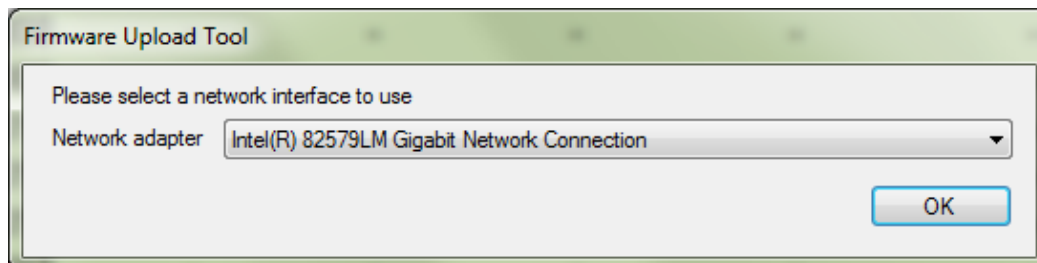 Firmware Upload Tool
Please select a network interface to use
Network adapter Intel(R) 82579LM Gigabit Network Connection
OK